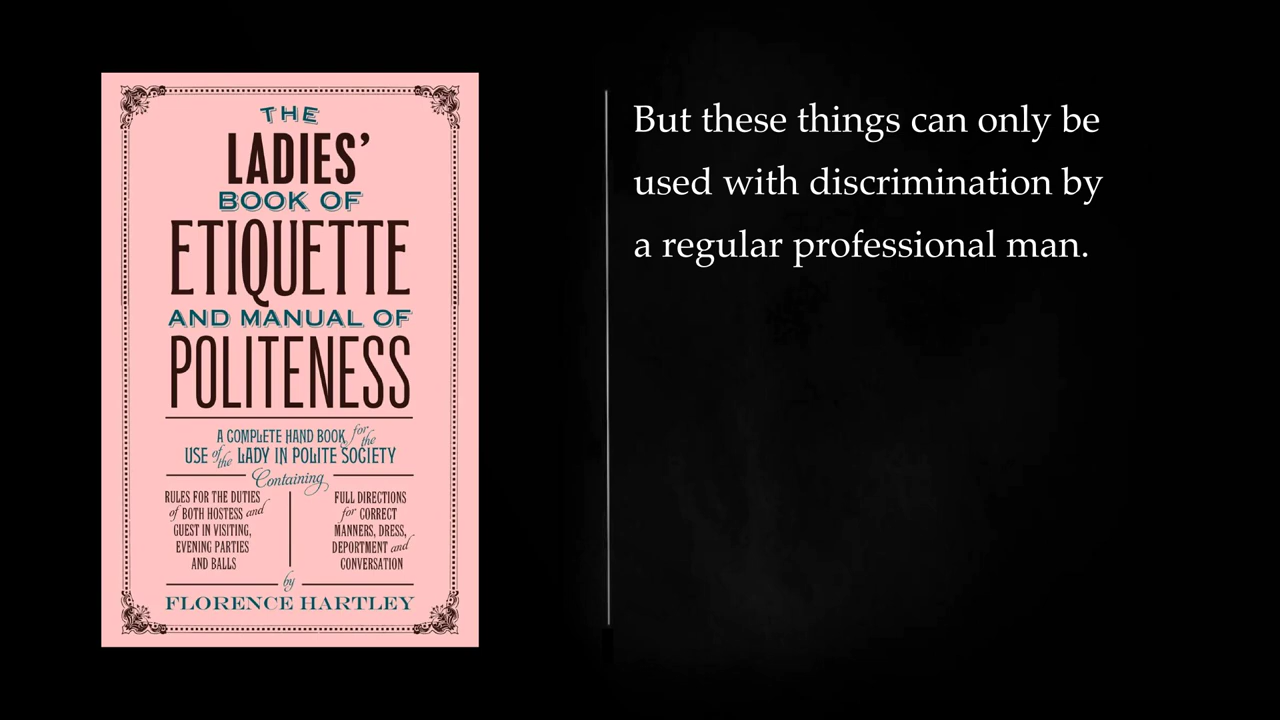 THE
LADIES’
BOOK OF
ETIQUETTE
AND MANUAL OF
POLITENESS
A COMPLETE HAND BOOK for the
USE of the LADY IN POLITE SOCIETY
Containing
RULES FOR THE DUTIES
of BOTH HOSTESS and
GUEST IN VISITING,
EVENING PARTIES
AND BALLS
FULL DIRECTIONS
for CORRECT
MANNERS, DRESS,
DEPORTMENT and
CONVERSATION
by
FLORENCE HARTLEY
But these things can only be
used with discrimination by
a regular professional man.